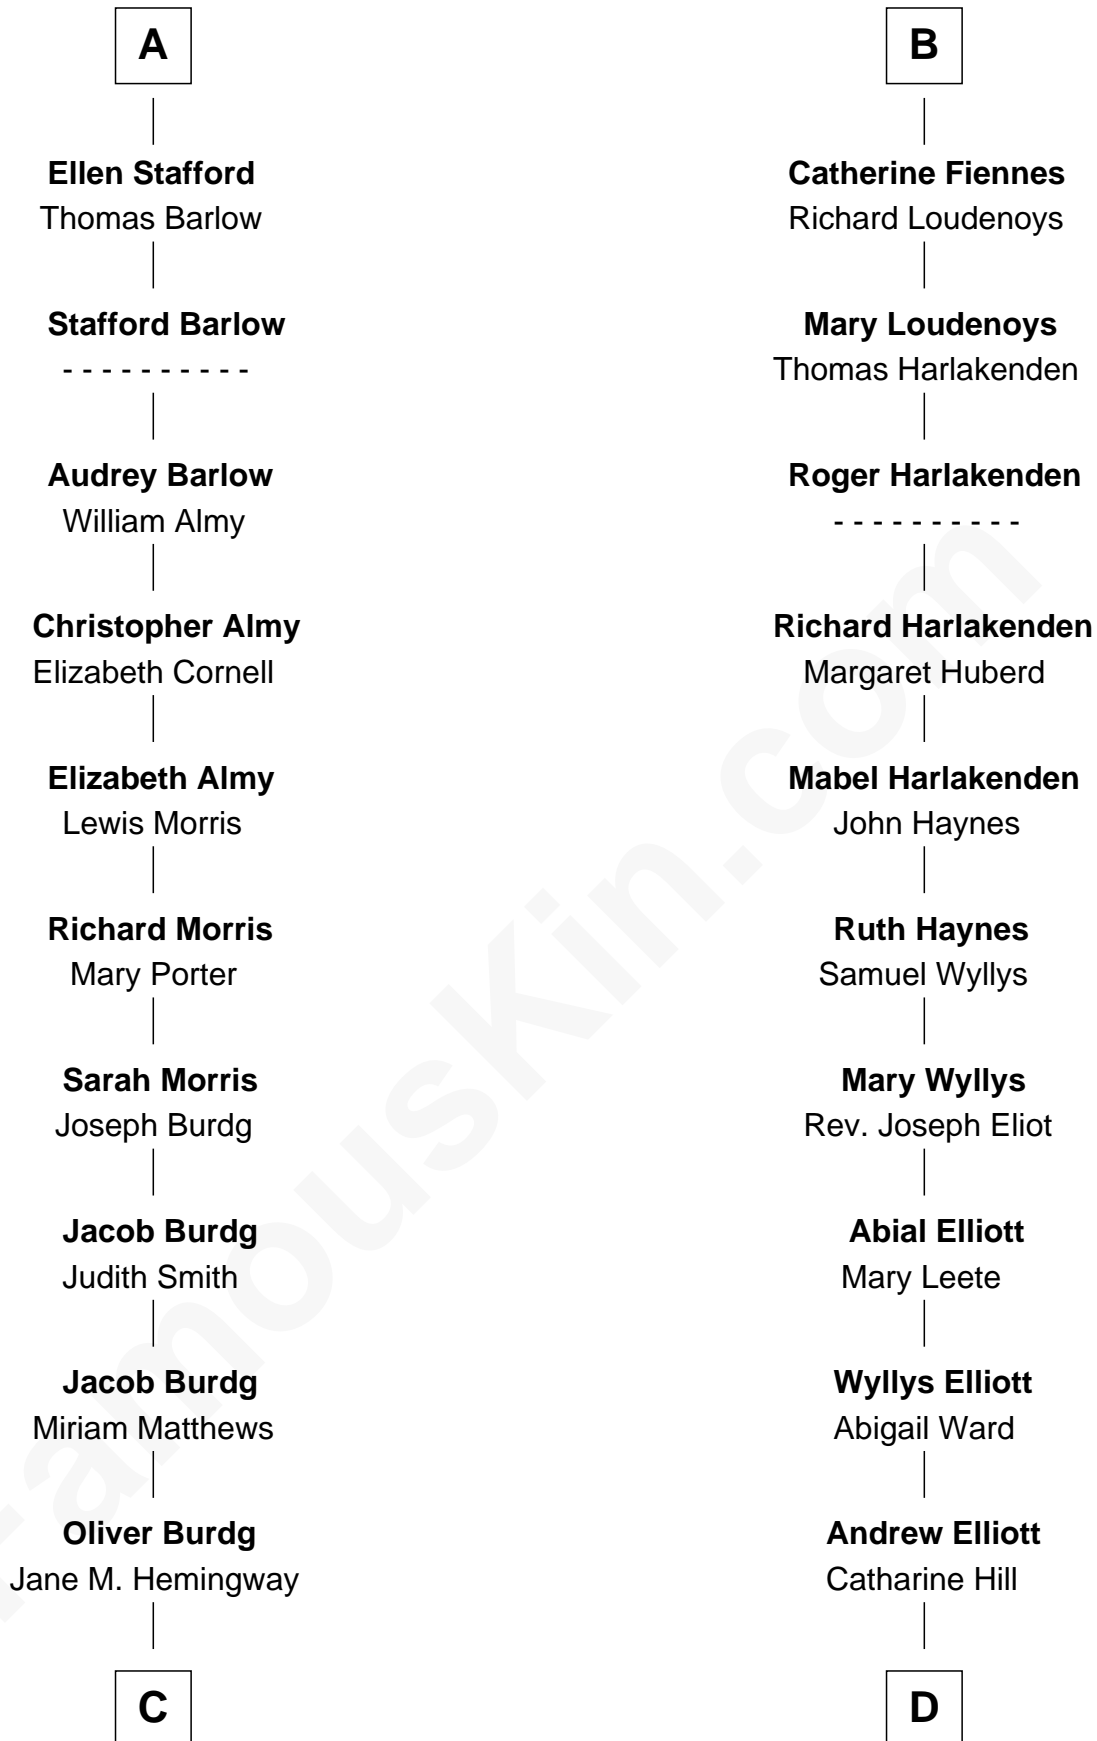 A
Ellen Stafford
Thomas Barlow
Stafford Barlow
- - - - - - - - - -
Audrey Barlow
William Almy
Christopher Almy
Elizabeth Cornell
Elizabeth Almy
Lewis Morris
Richard Morris
Mary Porter
Sarah Morris
Joseph Burdg
Jacob Burdg
Judith Smith
Jacob Burdg
Miriam Matthews
Oliver Burdg
Jane M. Hemingway
C
B
Catherine Fiennes
Richard Loudenoys
Mary Loudenoys
Thomas Harlakenden
Roger Harlakenden
- - - - - - - - - -
Richard Harlakenden
Margaret Huberd
Mabel Harlakenden
John Haynes
Ruth Haynes
Samuel Wyllys
Mary Wyllys
Rev. Joseph Eliot
Abial Elliott
Mary Leete
Wyllys Elliott
Abigail Ward
Andrew Elliott
Catharine Hill
D
FamousKin.com